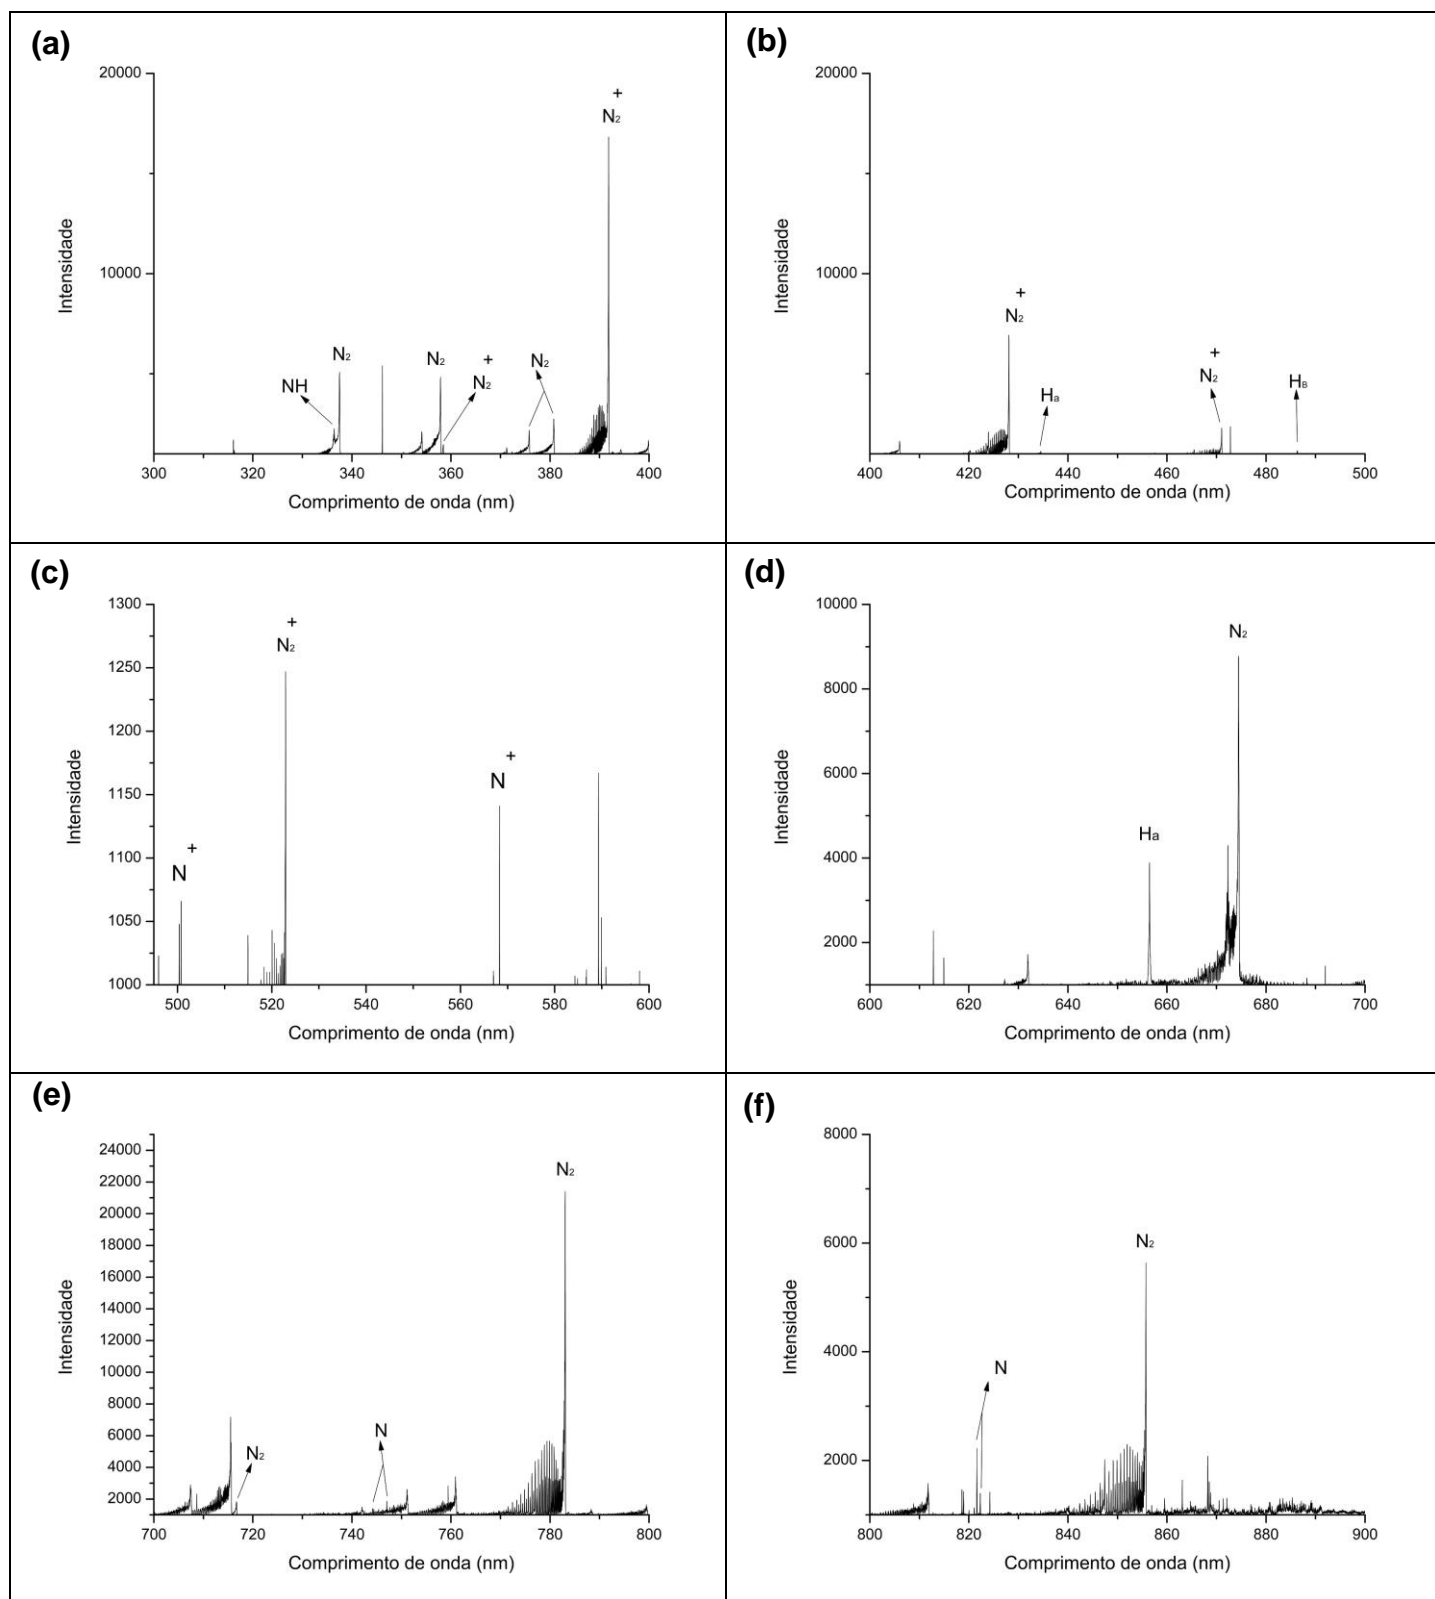 (a)
20000
10000
Intensidade
N₂ +
N₂
N₂
N₂ +
N₂
NH
300 320 340 360 380 400
Comprimento de onda (nm)
(b)
20000
10000
Intensidade
N₂ +
N₂ +
Ha
HB
400 420 440 460 480 500
Comprimento de onda (nm)
(c)
1300
1250
1200
1150
1100
1050
1000
Intensidade
N₂ +
N +
N +
500 520 540 560 580 600
Comprimento de onda (nm)
(d)
10000
8000
6000
4000
2000
Intensidade
N₂
Ha
600 620 640 660 680 700
Comprimento de onda (nm)
(e)
24000
22000
20000
18000
16000
14000
12000
10000
8000
6000
4000
2000
Intensidade
N₂
N₂
N
700 720 740 760 780 800
Comprimento de onda (nm)
(f)
8000
6000
4000
2000
Intensidade
N₂
N
800 820 840 860 880 900
Comprimento de onda (nm)